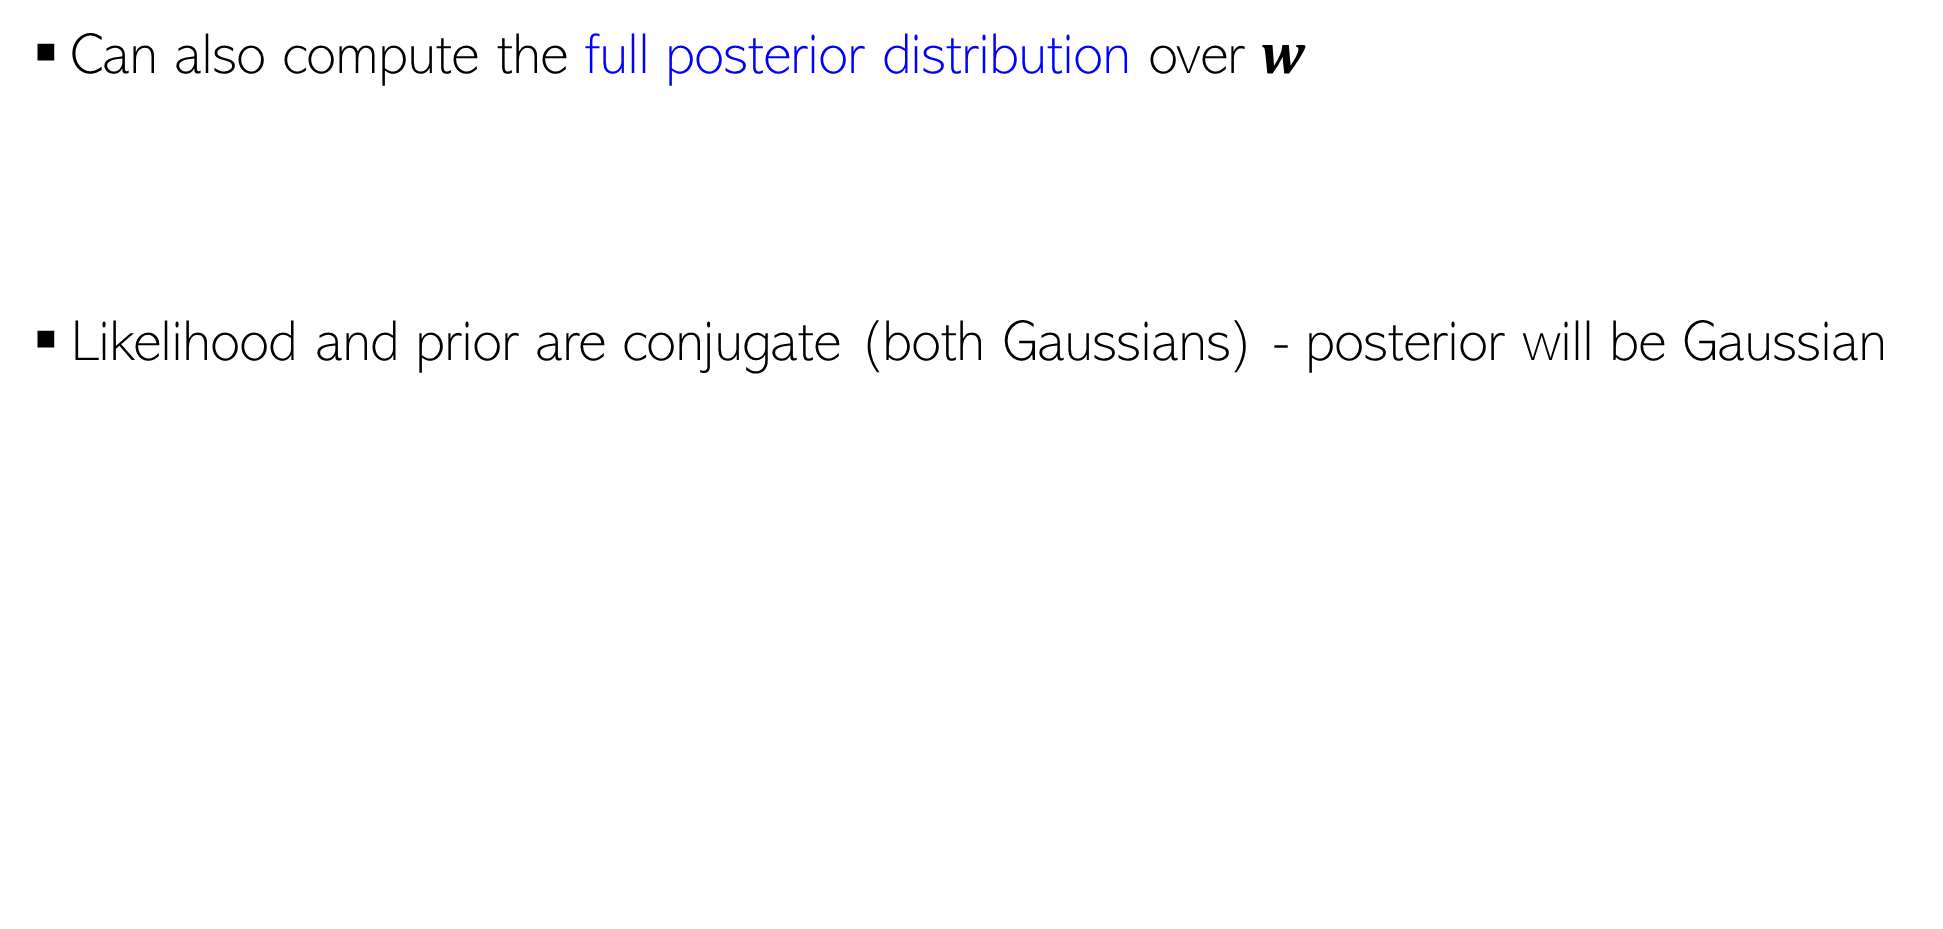 ▪ Can also compute the full posterior distribution over w
▪ Likelihood and prior are conjugate (both Gaussians) - posterior will be Gaussian